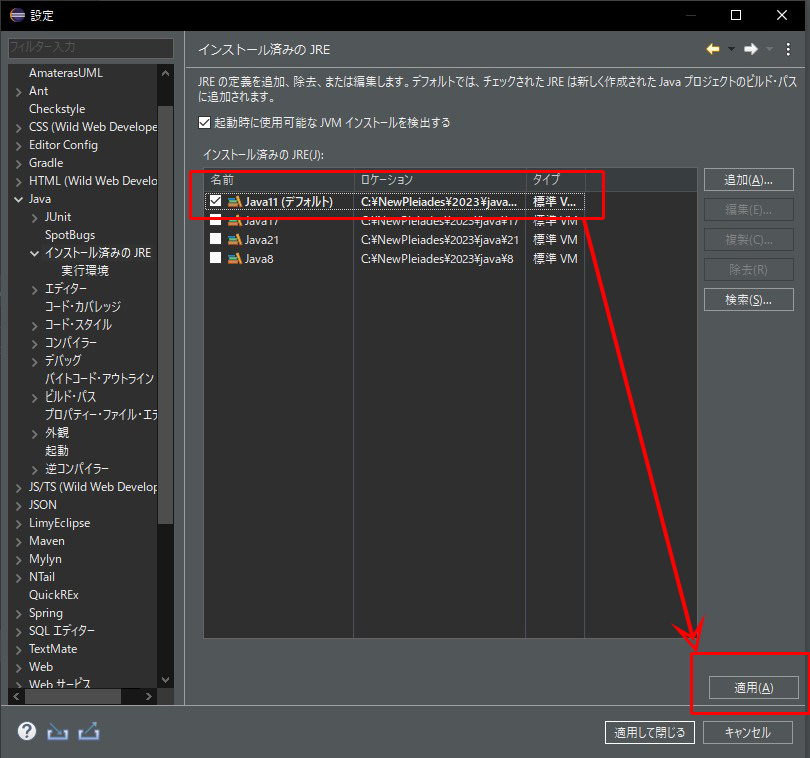 設定
フィルター入力
インストール済みの JRE
JRE の定義を追加、除去、または編集します。デフォルトでは、チェックされた JRE は新しく作成された Java プロジェクトのビルド・パス
に追加されます。
起動時に使用可能な JVM インストールを検出する
インストール済みの JRE(J):
名前 ロケーション タイプ
Java11 (デフォルト) C:¥NewPleiades¥2023¥java... 標準 V...
Java17 C:¥NewPleiades¥2023¥java¥17 標準 VM
Java21 C:¥NewPleiades¥2023¥java¥21 標準 VM
Java8 C:¥NewPleiades¥2023¥java¥8 標準 VM
追加(A)...
編集(E)...
複製(C)...
除去(R)
検索(S)...
AmaterasUML
Ant
Checkstyle
CSS (Wild Web Develope
Editor Config
Gradle
HTML (Wild Web Develo
Java
JUnit
SpotBugs
インストール済みの JRE
実行環境
エディター
コード・カバレッジ
コード・スタイル
コンパイラー
デバッグ
バイトコード・アウトライン
ビルド・パス
プロパティー・ファイル・エデ
外観
起動
逆コンパイラー
JS/TS (Wild Web Develop
JSON
LimyEclipse
Maven
Mylyn
NTail
QuickREx
Spring
SQL エディター
TextMate
Web
Web サービス
適用(A)
?
適用して閉じる
キャンセル